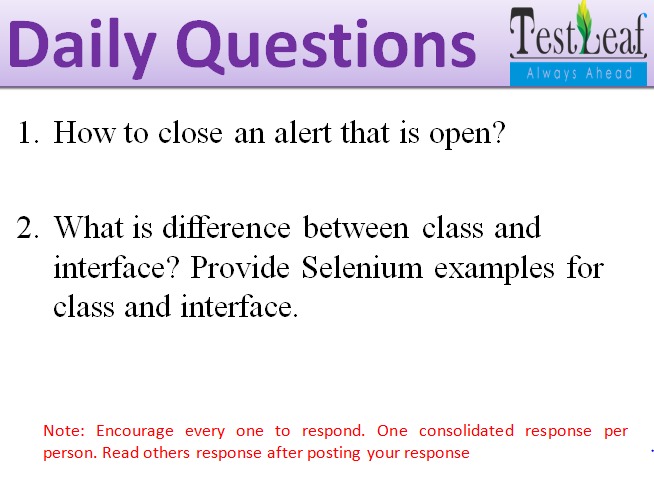 Daily Questions
TestLeaf
Always Ahead
1. How to close an alert that is open?
2. What is difference between class and
interface? Provide Selenium examples for
class and interface.
Note: Encourage every one to respond. One consolidated response per
person. Read others response after posting your response